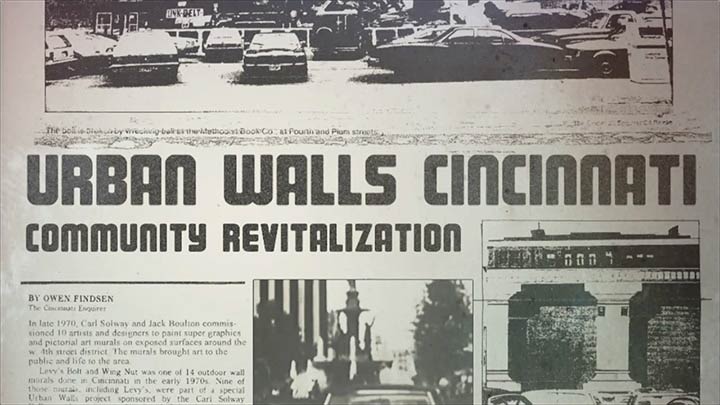 LINK-BELT
The ball is broken by wrecking ball at the Methodist Book Co., at Fourth and Plum streets.
URBAN WALLS CINCINNATI
COMMUNITY REVITALIZATION
BY OWEN FINDSEN
The Cincinnati Enquirer
In late 1970, Carl Solway and Jack Boulton commis-
sioned 10 artists and designers to paint super graphics
and pictorial art murals on exposed surfaces around the
w. 4th street district. The murals brought art to the
public and life to the area.
Levy's Bolt and Wing Nut was one of 14 outdoor wall
murals done in Cincinnati in the early 1970s. Nine of
those murals, including Levy's, were part of a special
Urban Walls project sponsored by the Carl Solway